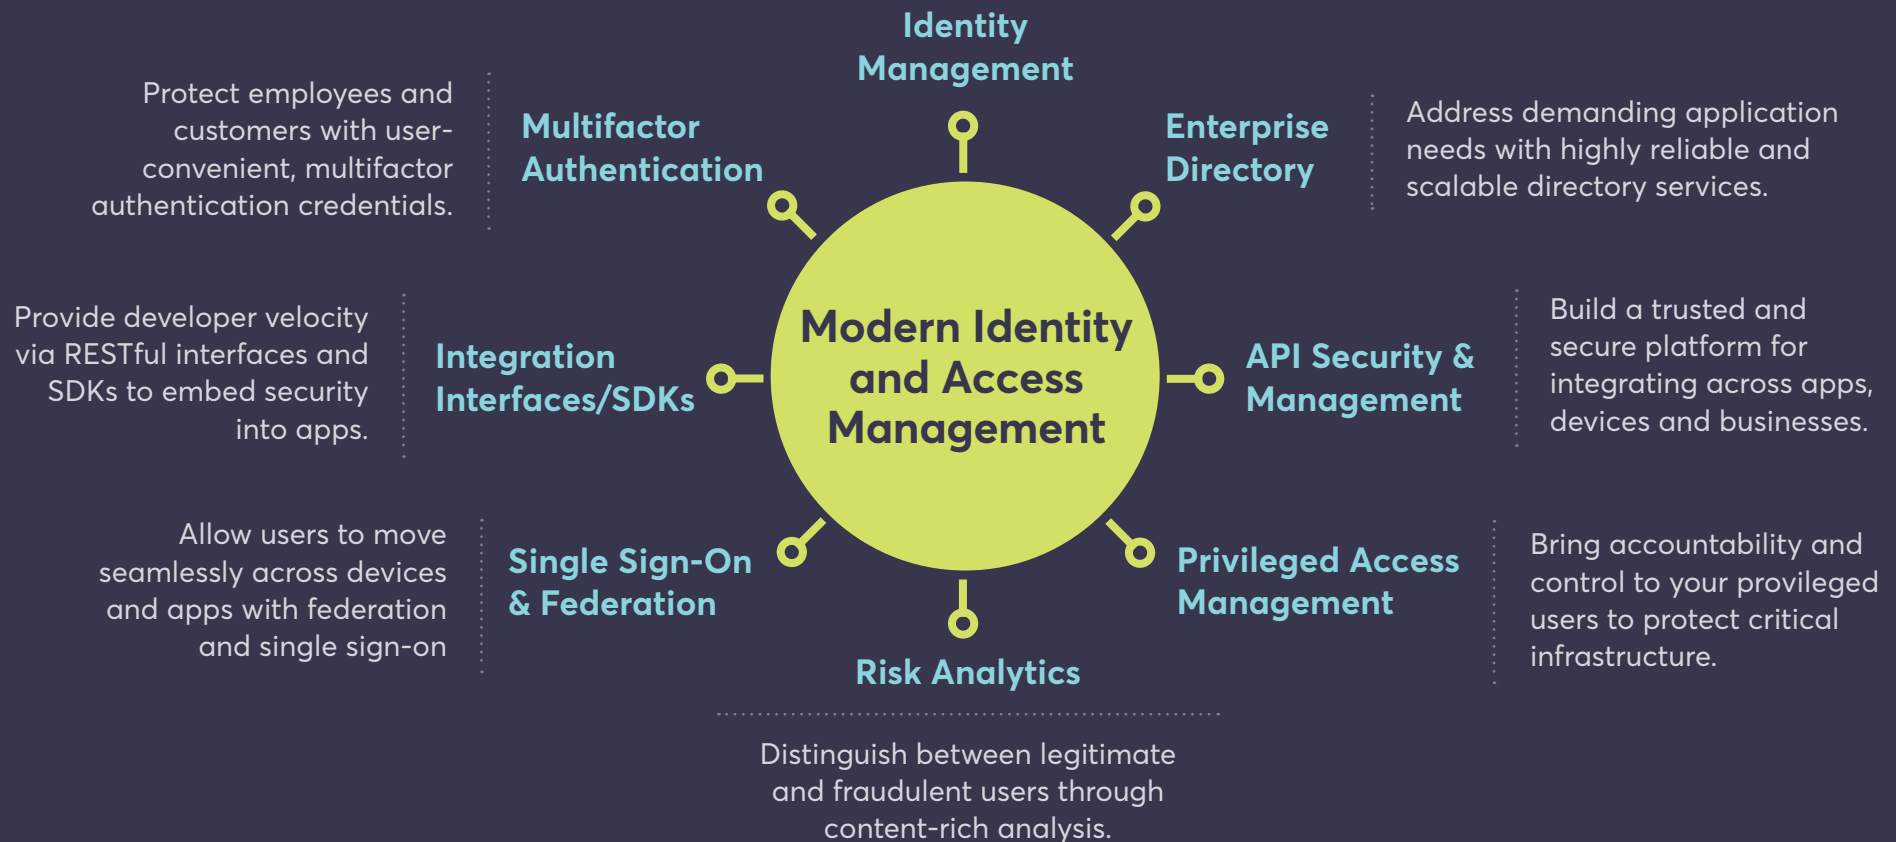 Identity
Management
Protect employees and
customers with user-
convenient, multifactor
authentication credentials.
Multifactor
Authentication
Enterprise
Directory
Address demanding application
needs with highly reliable and
scalable directory services.
Provide developer velocity
via RESTful interfaces and
SDKs to embed security
into apps.
Integration
Interfaces/SDKs
Modern Identity
and Access
Management
API Security &
Management
Build a trusted and
secure platform for
integrating across apps,
devices and businesses.
Allow users to move
seamlessly across devices
and apps with federation
and single sign-on
Single Sign-On
& Federation
Privileged Access
Management
Bring accountability and
control to your provileged
users to protect critical
infrastructure.
Risk Analytics
Distinguish between legitimate
and fraudulent users through
content-rich analysis.